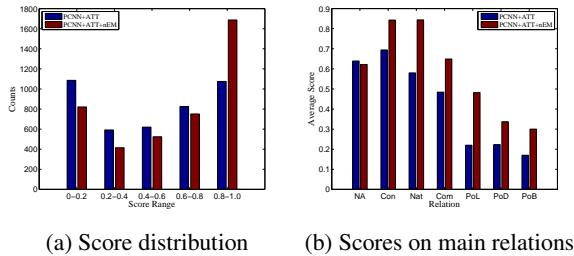 1800
1600
1400
1200
1000
800
600
400
200
0
Counts
PCNN+ATT
PCNN+ATT+nEM
0−0.2 0.2−0.4 0.4−0.6 0.6−0.8 0.8−1.0
Score Range
(a) Score distribution
0.9
0.8
0.7
0.6
0.5
0.4
0.3
0.2
0.1
0
Average Score
PCNN+ATT
PCNN+ATT+nEM
NA Con Nat Com PoL PoD PoB
Relation
(b) Scores on main relations